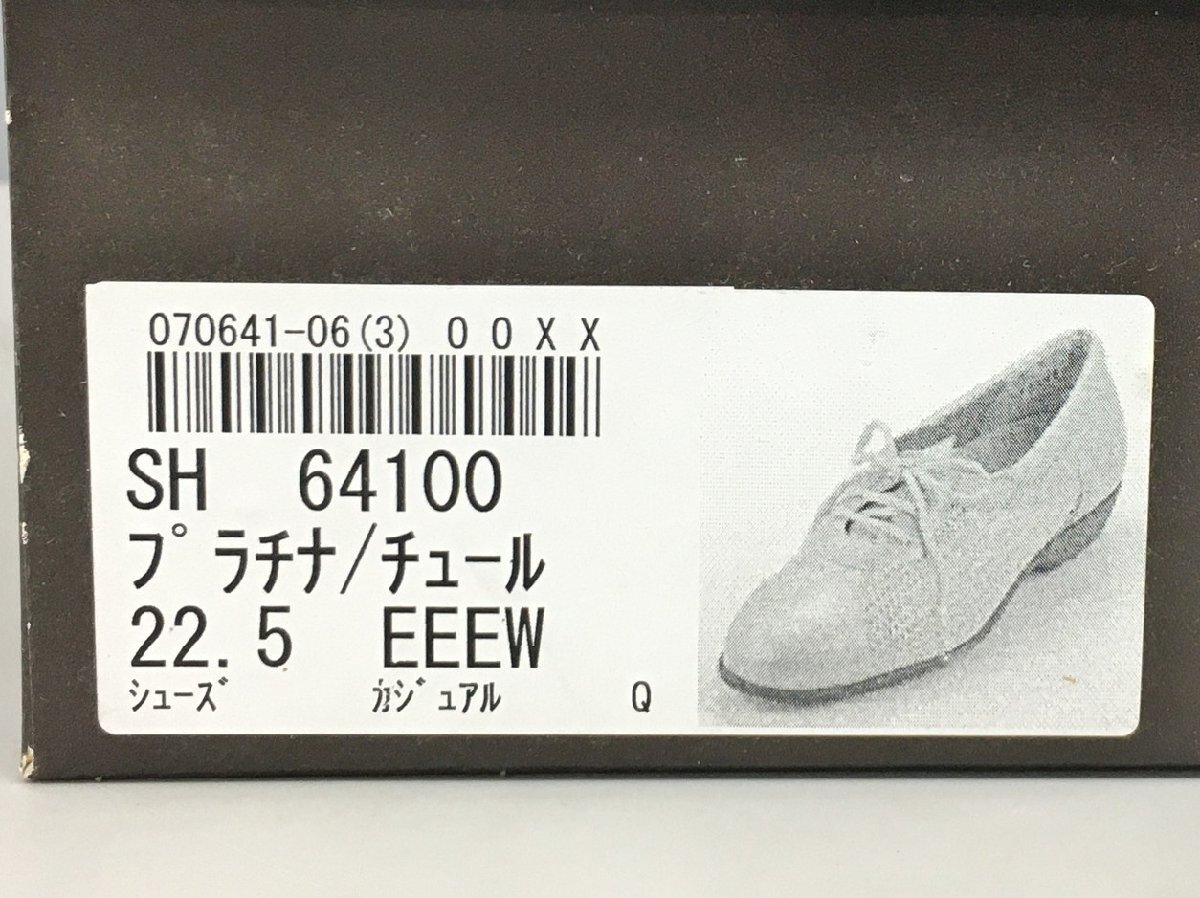 070641-06(3) 0 0 X X
SH 64100
プラチナ/チュール
22.5 EEEW
シューズ カジュアル Q